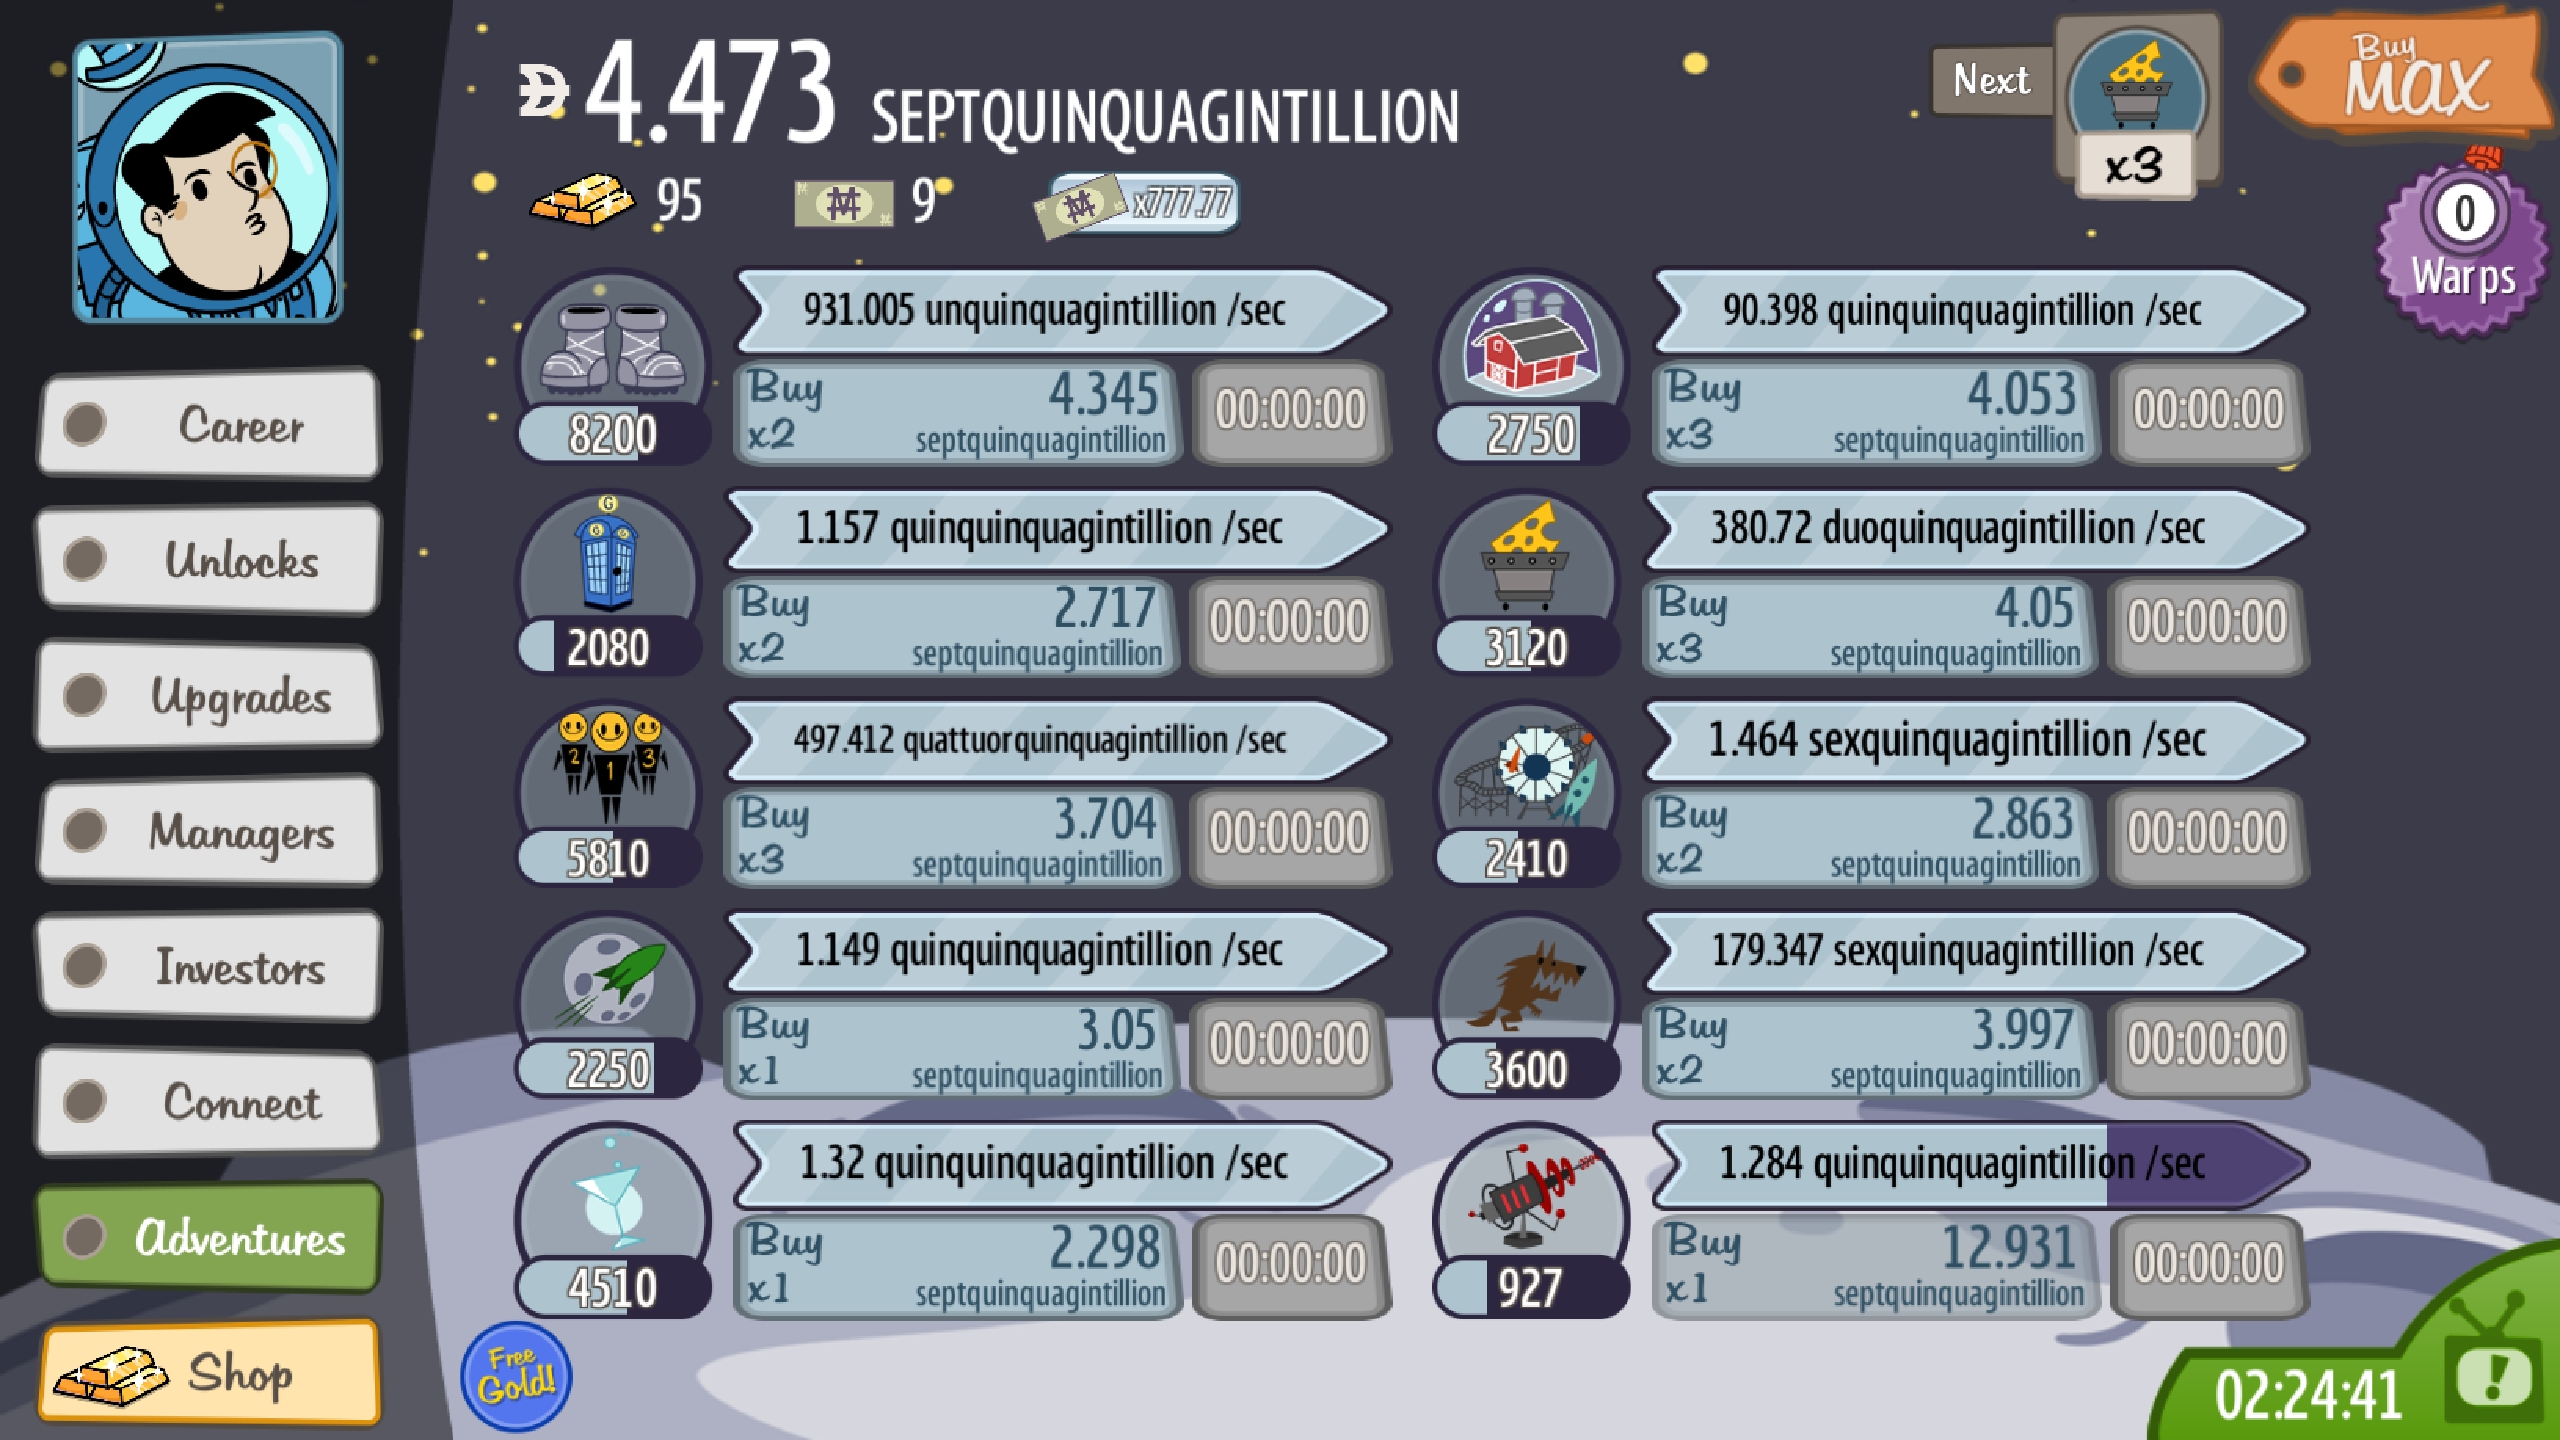 4.473 SEPTQUINQUAGINTILLION
95
9
x777.77
Next
x3
Buy
MAX
0
Warps
Career
Unlocks
Upgrades
Managers
Investors
Connect
Adventures
Shop
931.005 unquinquagintillion /sec
Buy 4.345
x2 septquinquagintillion
00:00:00
8200
90.398 quinquinquagintillion /sec
Buy 4.053
x3 septquinquagintillion
00:00:00
2750
G
G G
1.157 quinquinquagintillion /sec
Buy 2.717
x2 septquinquagintillion
00:00:00
2080
380.72 duoquinquagintillion /sec
Buy 4.05
x3 septquinquagintillion
00:00:00
3120
2 1 3
497.412 quattuorquinquagintillion /sec
Buy 3.704
x3 septquinquagintillion
00:00:00
5810
1.464 sexquinquagintillion /sec
Buy 2.863
x2 septquinquagintillion
00:00:00
2410
1.149 quinquinquagintillion /sec
Buy 3.05
x1 septquinquagintillion
00:00:00
2250
179.347 sexquinquagintillion /sec
Buy 3.997
x2 septquinquagintillion
00:00:00
3600
1.32 quinquinquagintillion /sec
Buy 2.298
x1 septquinquagintillion
00:00:00
4510
1.284 quinquinquagintillion /sec
Buy 12.931
x1 septquinquagintillion
00:00:00
927
Free
Gold!
02:24:41
!